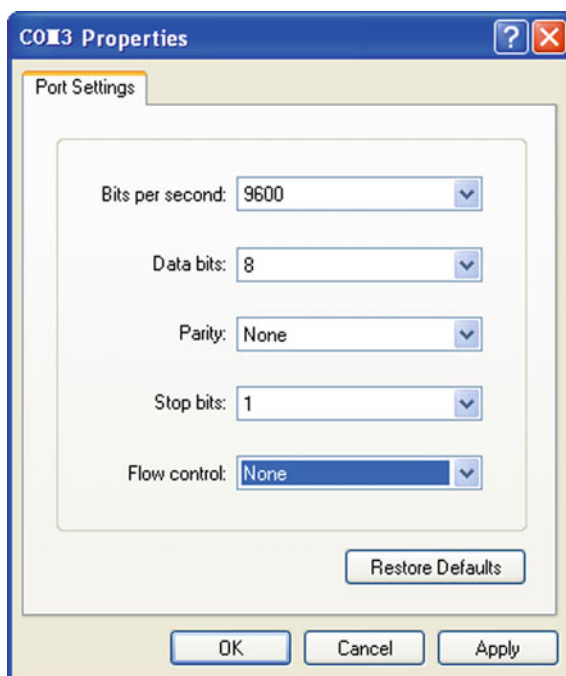 COM3 Properties
Port Settings
Bits per second: 9600
Data bits: 8
Parity: None
Stop bits: 1
Flow control: None
Restore Defaults
OK Cancel Apply